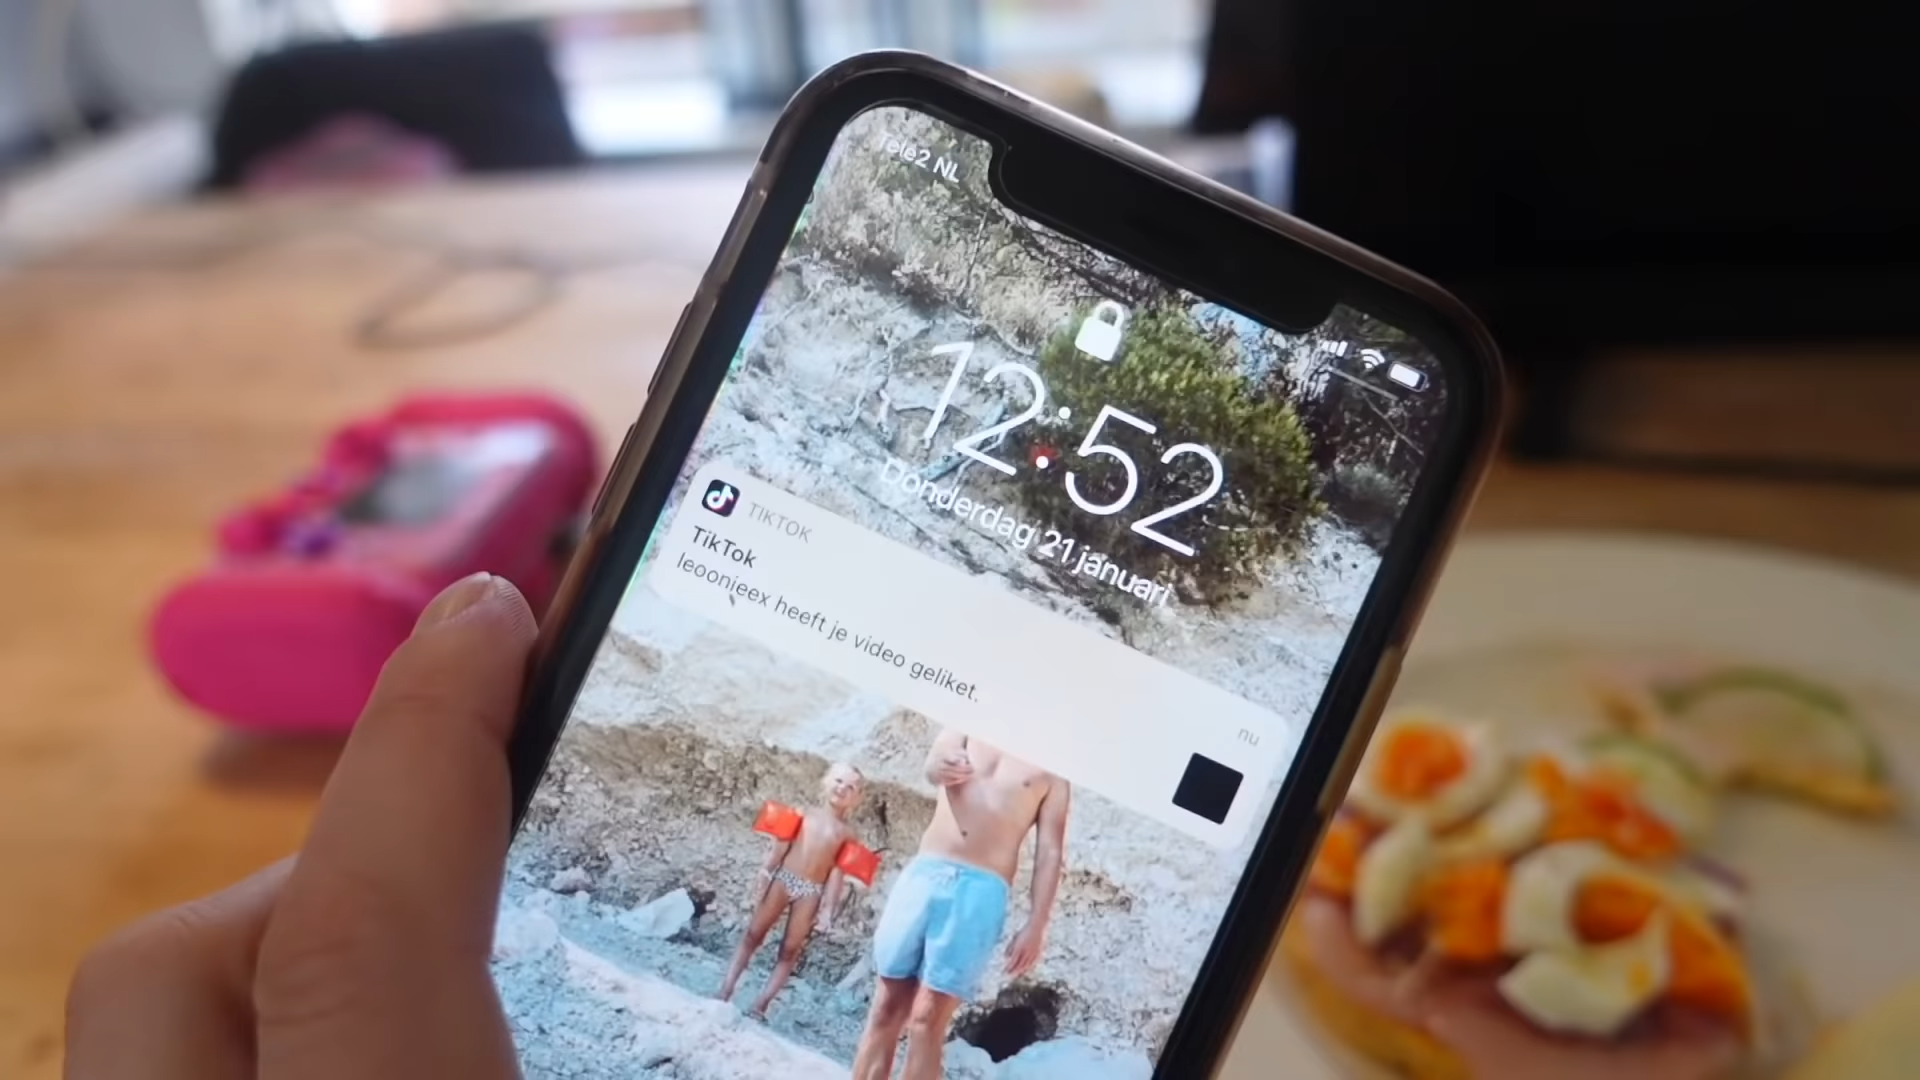 Tele2 NL
12:52
Donderdag 21 januari
TIKTOK
nu
TikTok
leoonieex heeft je video geliket.